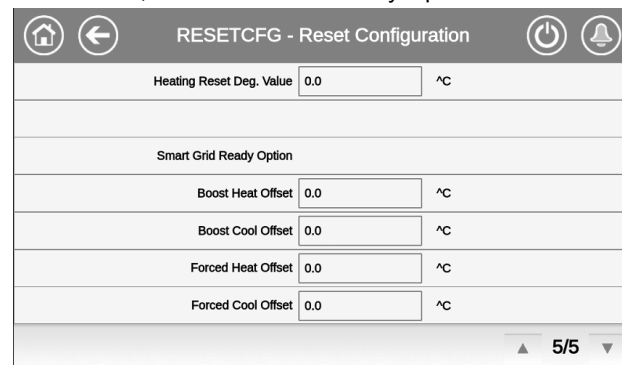 RESETCFG - Reset Configuration
Heating Reset Deg. Value 0.0 ^C
Smart Grid Ready Option
Boost Heat Offset 0.0 ^C
Boost Cool Offset 0.0 ^C
Forced Heat Offset 0.0 ^C
Forced Cool Offset 0.0 ^C
5/5